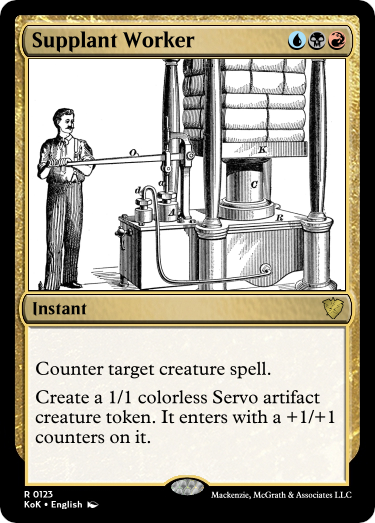 Supplant Worker
O
K
C
d
d
A
R
Instant
Counter target creature spell.
Create a 1/1 colorless Servo artifact
creature token. It enters with a +1/+1
counters on it.
R 0123
KoK • English
Mackenzie, McGrath & Associates LLC